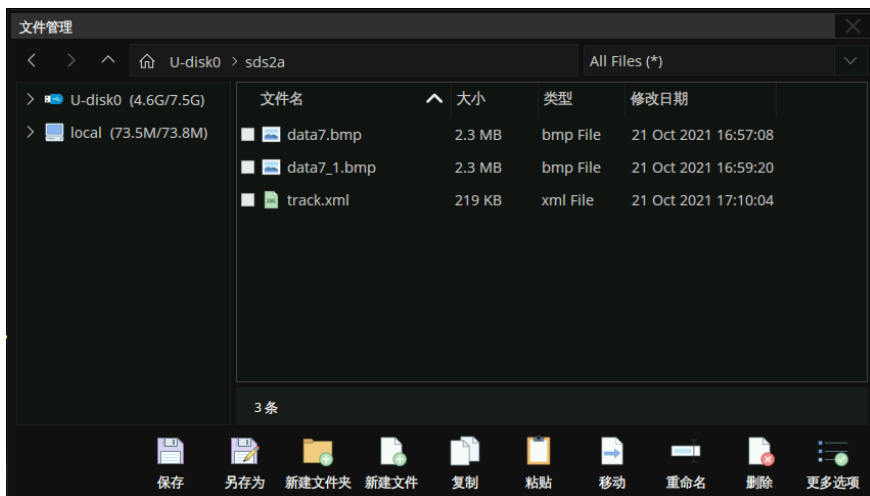 文件管理
U-disk0 > sds2a All Files (*)
U-disk0 (4.6G/7.5G)
local (73.5M/73.8M)
文件名 大小 类型 修改日期
data7.bmp 2.3 MB bmp File 21 Oct 2021 16:57:08
data7_1.bmp 2.3 MB bmp File 21 Oct 2021 16:59:20
track.xml 219 KB xml File 21 Oct 2021 17:10:04
3条
保存 另存为 新建文件夹 新建文件 复制 粘贴 移动 重命名 删除 更多选项